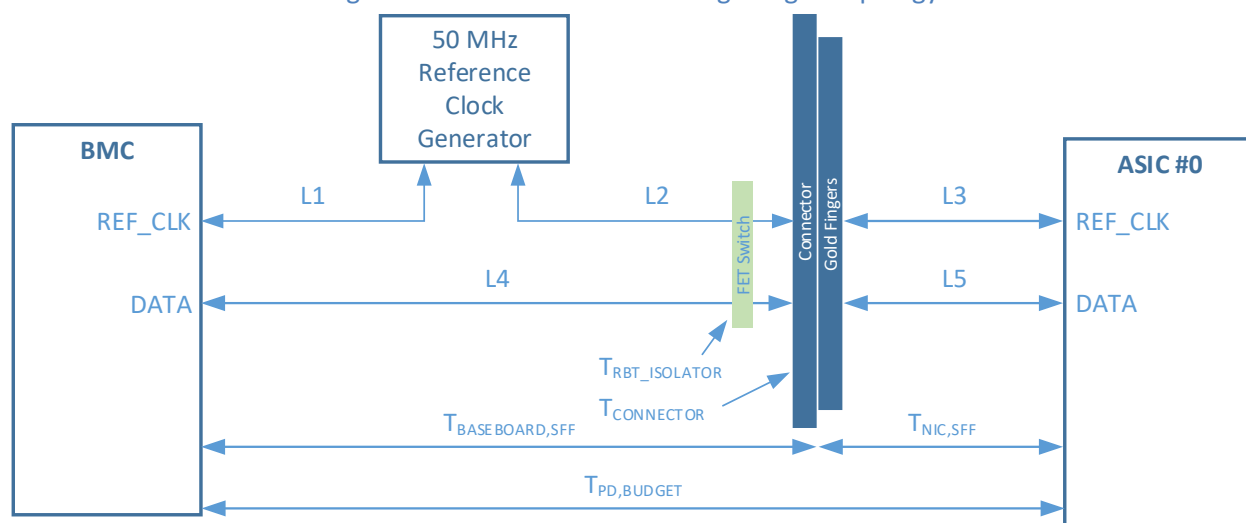 50 MHz
Reference
Clock
Generator
BMC
ASIC #0
L1
L2
L3
REF_CLK
REF_CLK
Connector
Gold Fingers
FET Switch
L4
L5
DATA
DATA
TRBT_ISOLATOR
TCONNECTOR
TBASEBOARD,SFF
TNIC,SFF
TPD,BUDGET